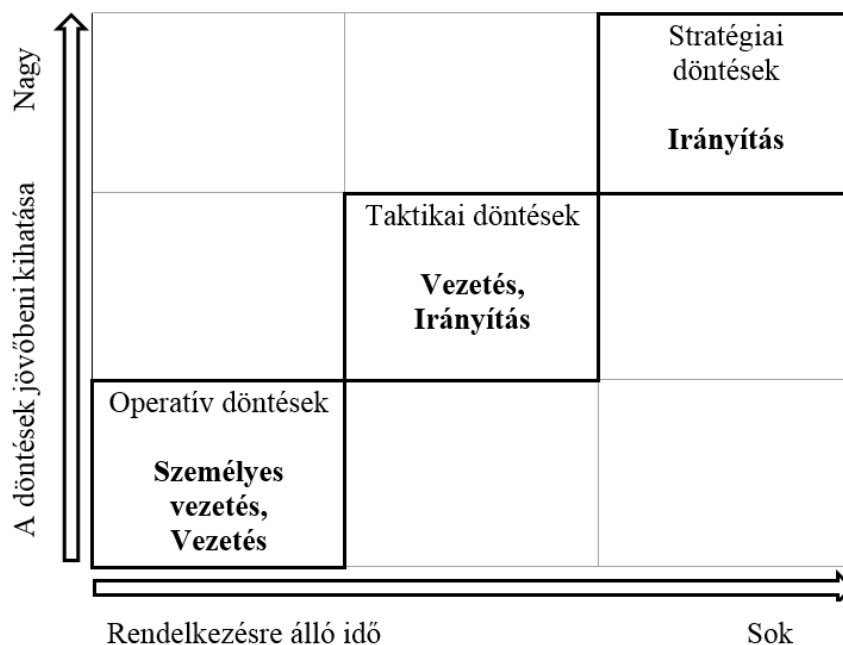 Nagy
A döntések jövőbeni kihatása
Stratégiai
döntések
Irányítás
Taktikai döntések
Vezetés,
Irányítás
Operatív döntések
Személyes
vezetés,
Vezetés
Rendelkezésre álló idő
Sok